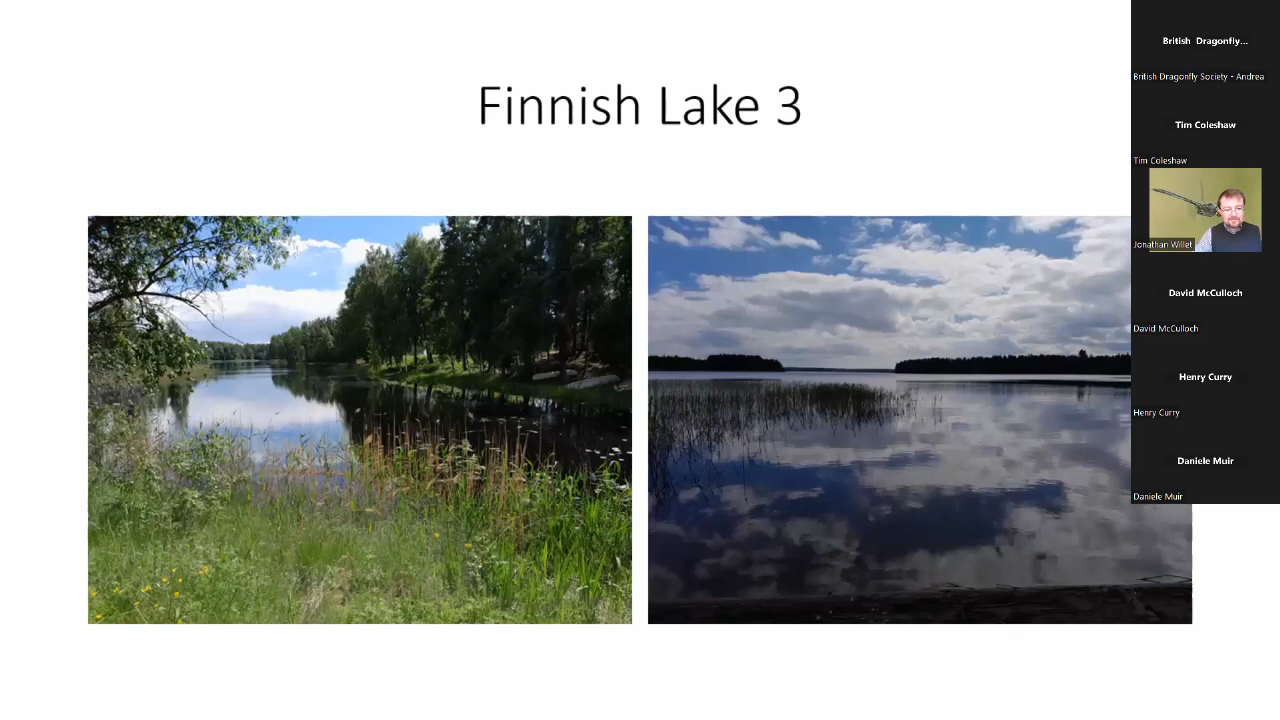 Finnish Lake 3
British Dragonfly...
British Dragonfly Society - Andrea
Tim Coleshaw
Tim Coleshaw
Jonathan Willet
David McCulloch
David McCulloch
Henry Curry
Henry Curry
Daniele Muir
Daniele Muir